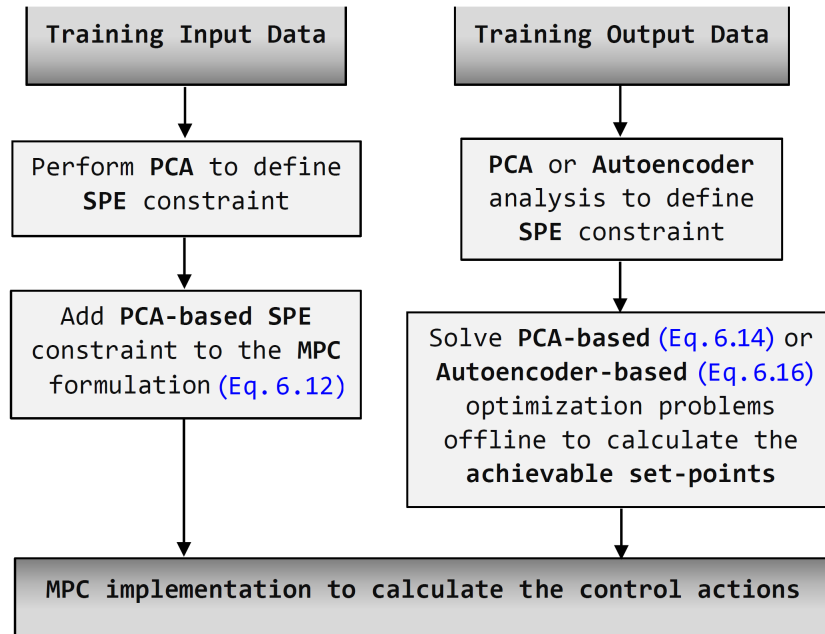 Training Input Data
Perform PCA to define
SPE constraint
Add PCA-based SPE
constraint to the MPC
formulation (Eq. 6.12)
Training Output Data
PCA or Autoencoder
analysis to define
SPE constraint
Solve PCA-based (Eq. 6.14) or
Autoencoder-based (Eq. 6.16)
optimization problems
offline to calculate the
achievable set-points
MPC implementation to calculate the control actions